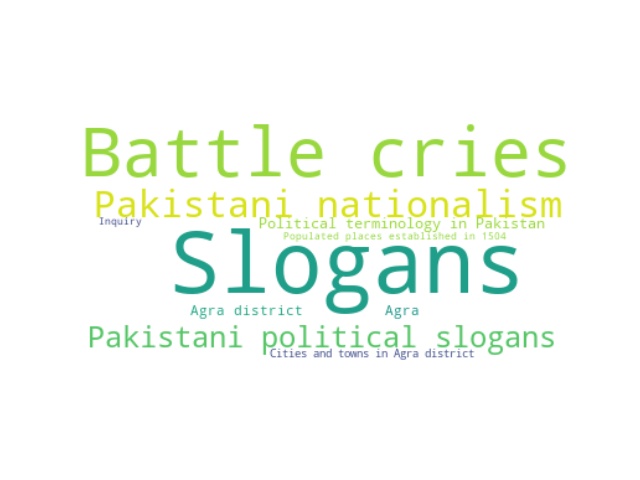 Battle cries
Pakistani nationalism
Inquiry
Political terminology in Pakistan
Populated places established in 1504
Slogans
Agra district
Agra
Pakistani political slogans
Cities and towns in Agra district